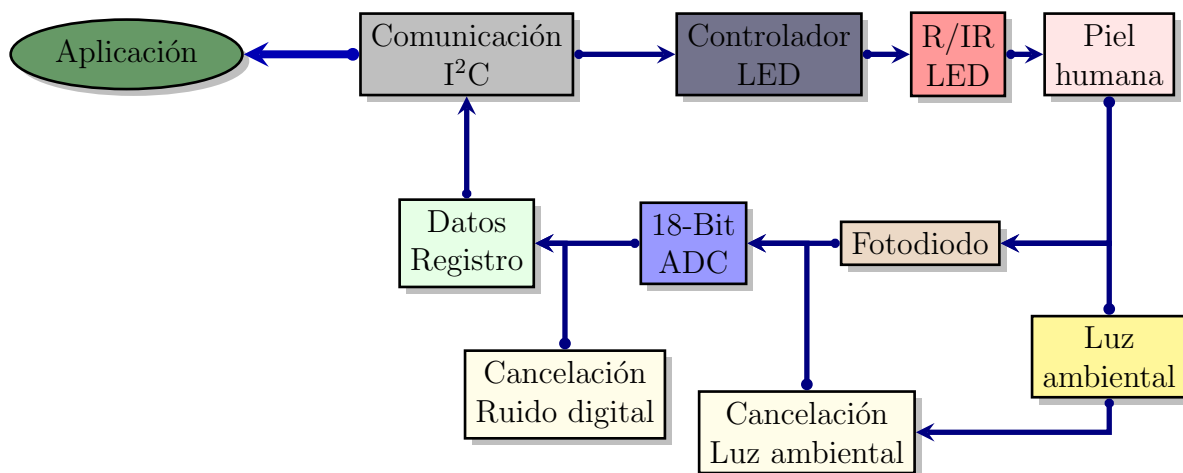 Aplicación
Comunicación
I²C
Controlador
LED
R/IR
LED
Piel
humana
Datos
Registro
18-Bit
ADC
Fotodiodo
Luz
ambiental
Cancelación
Ruido digital
Cancelación
Luz ambiental